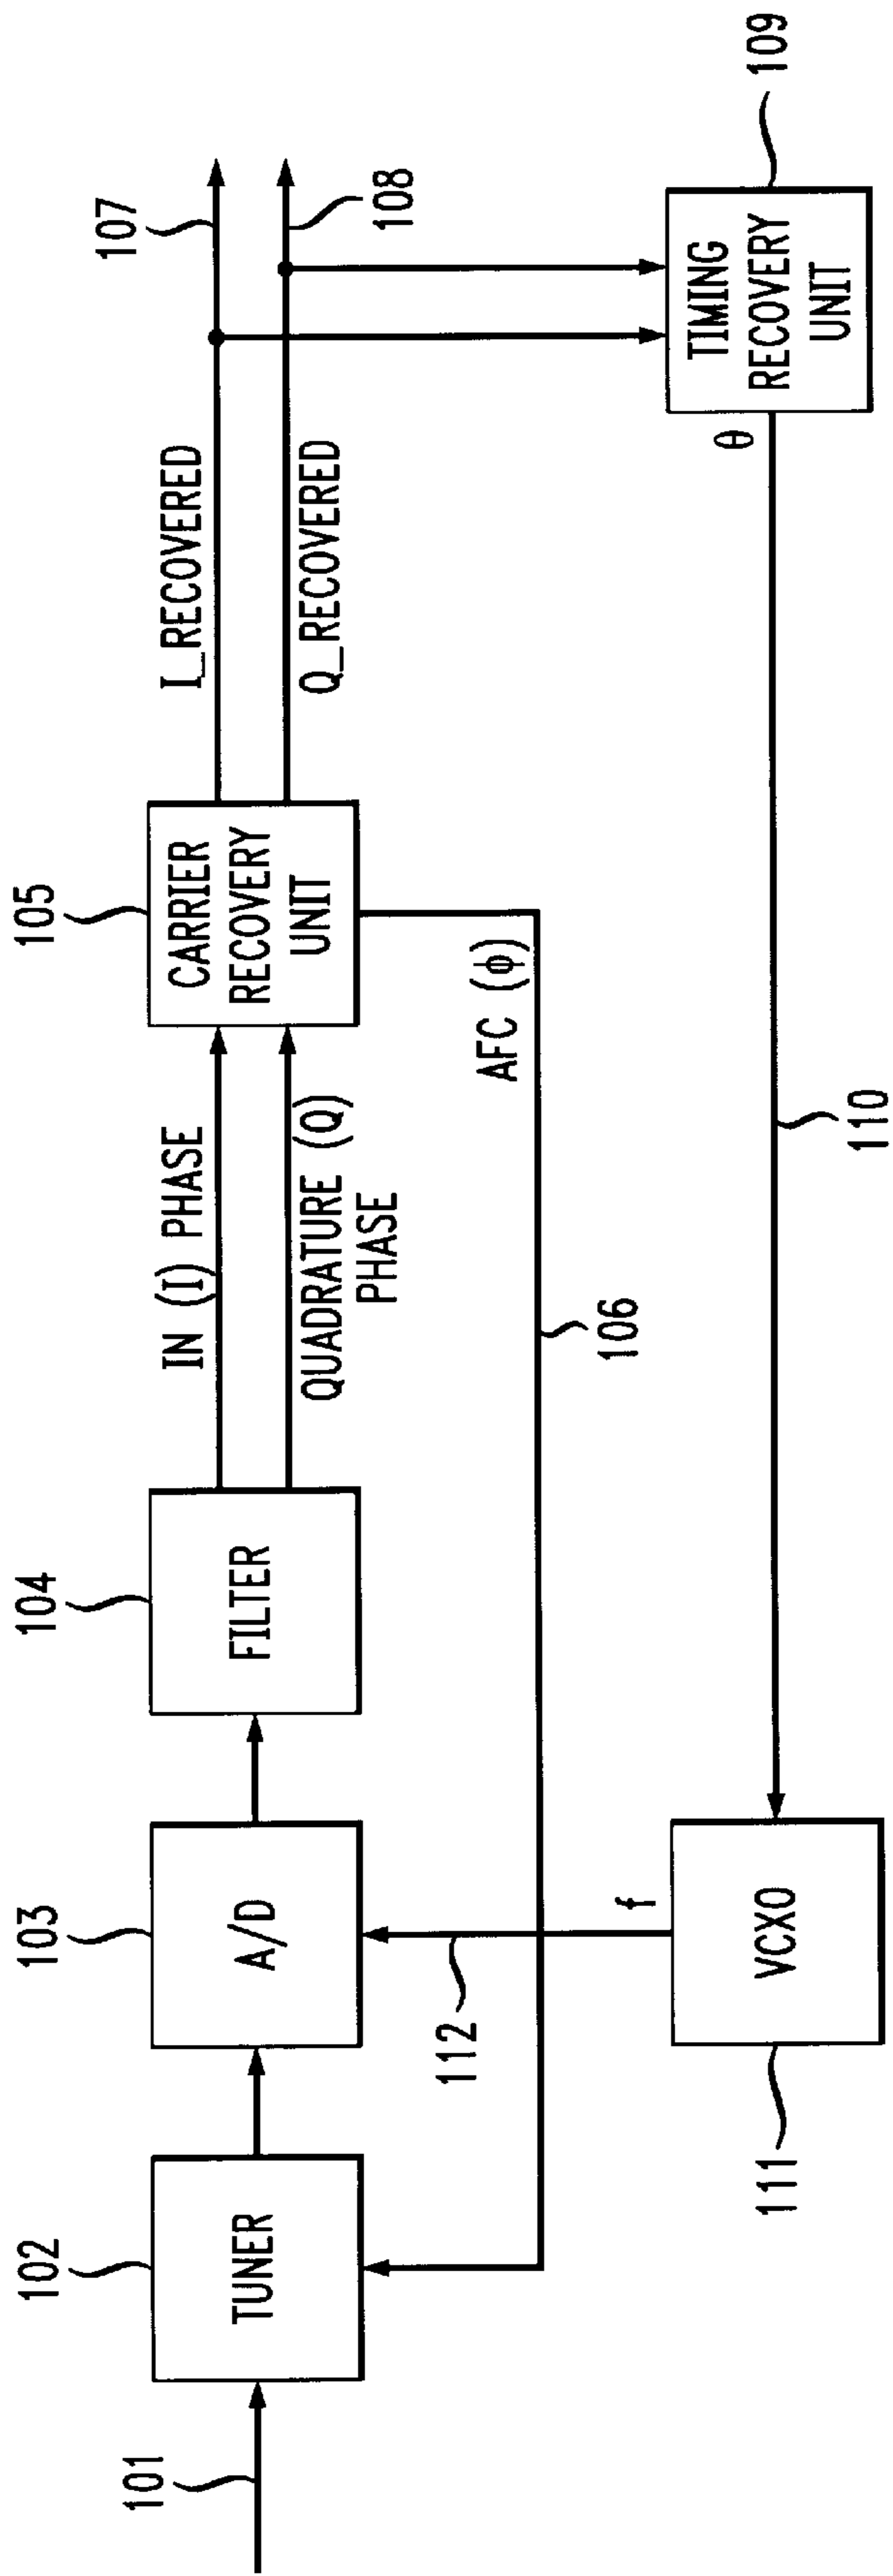 101
102
TUNER
103
A/D
112
104
FILTER
IN (I) PHASE
QUADRATURE (Q)
PHASE
105
CARRIER
RECOVERY
UNIT
AFC (ϕ)
106
I_RECOVERED
Q_RECOVERED
107
108
111
VCXO
f
110
θ
TIMING
RECOVERY
UNIT
109